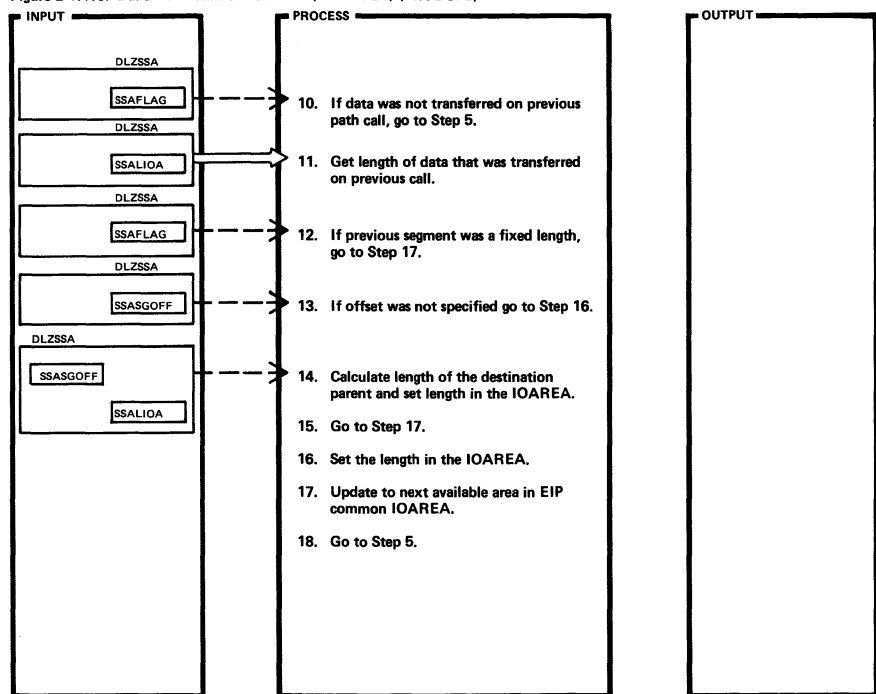 INPUT
PROCESS
OUTPUT
DLZSSA
SSAFLAG
DLZSSA
SSALIOA
DLZSSA
SSAFLAG
DLZSSA
SSASGOFF
DLZSSA
SSASGOFF
SSALIOA
10. If data was not transferred on previous
path call, go to Step 5.
11. Get length of data that was transferred
on previous call.
12. If previous segment was a fixed length,
go to Step 17.
13. If offset was not specified go to Step 16.
14. Calculate length of the destination
parent and set length in the IOAREA.
15. Go to Step 17.
16. Set the length in the IOAREA.
17. Update to next available area in EIP
common IOAREA.
18. Go to Step 5.